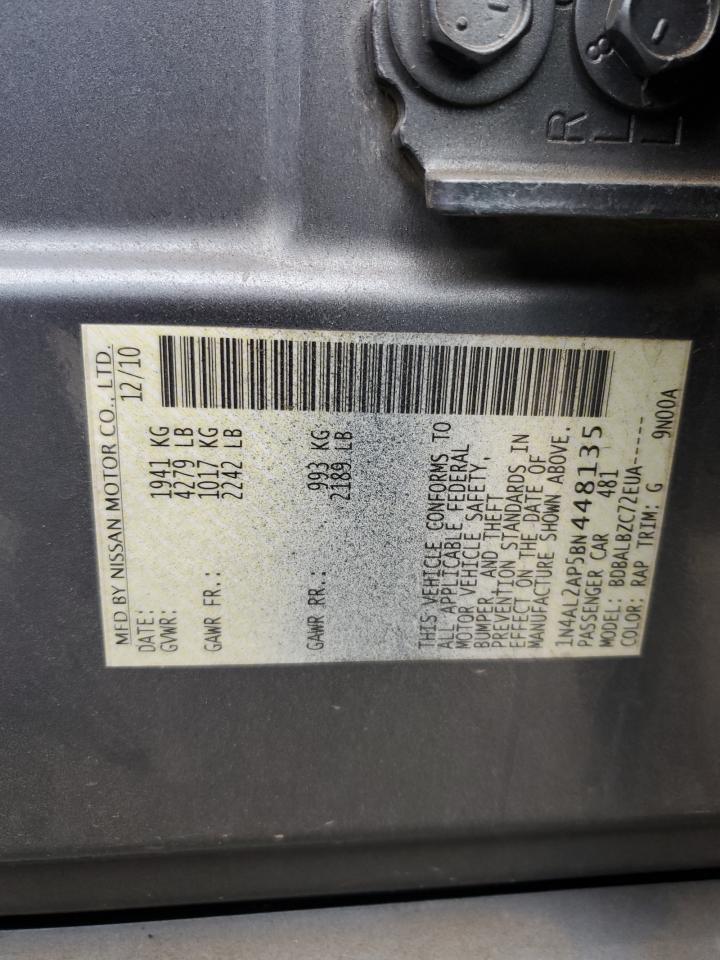 MFD BY NISSAN MOTOR CO., LTD.
DATE: 12/10
GVWR: 1941 KG
4279 LB
GAWR FR.: 1017 KG
2242 LB
GAWR RR.: 993 KG
2189 LB
THIS VEHICLE CONFORMS TO
ALL APPLICABLE FEDERAL
MOTOR VEHICLE SAFETY,
BUMPER, AND THEFT
PREVENTION STANDARDS IN
EFFECT ON THE DATE OF
MANUFACTURE SHOWN ABOVE.
1N4AL2AP5BN448135
PASSENGER CAR 481
MODEL: BDBALBZC72EUA-----
COLOR: RAP TRIM: G 9N00A
R
L
L
8